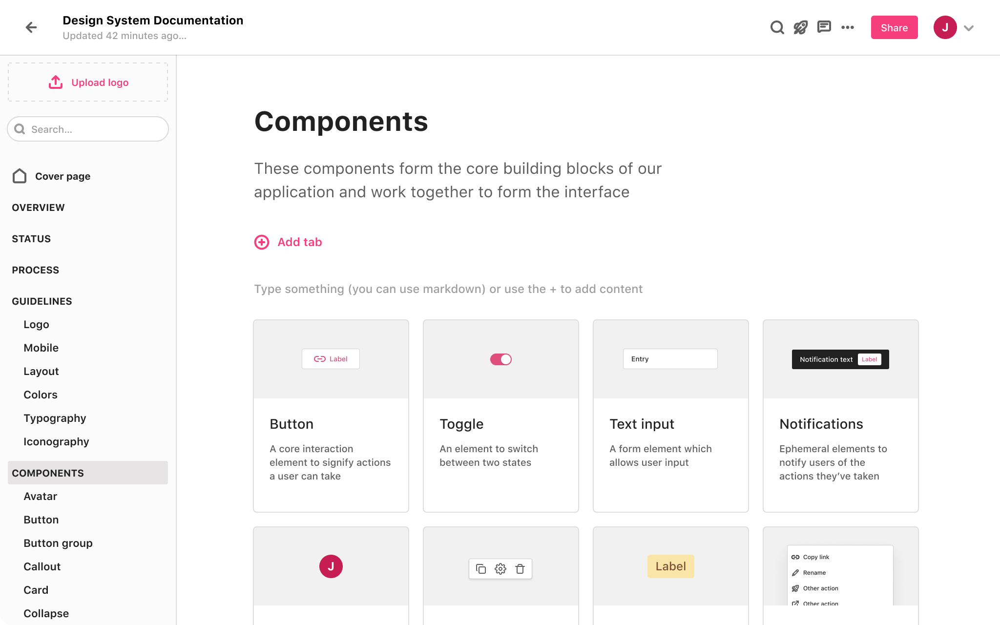 Design System Documentation
Updated 42 minutes ago...
Share
J
Upload logo
Search...
Cover page
OVERVIEW
STATUS
PROCESS
GUIDELINES
Logo
Mobile
Layout
Colors
Typography
Iconography
COMPONENTS
Avatar
Button
Button group
Callout
Card
Collapse
Components
These components form the core building blocks of our
application and work together to form the interface
Add tab
Type something (you can use markdown) or use the + to add content
Label
Button
A core interaction
element to signify actions
a user can take
Toggle
An element to switch
between two states
Entry
Text input
A form element which
allows user input
Notification text Label
Notifications
Ephemeral elements to
notify users of the
actions they’ve taken
J
Label
Copy link
Rename
Other action
Other action